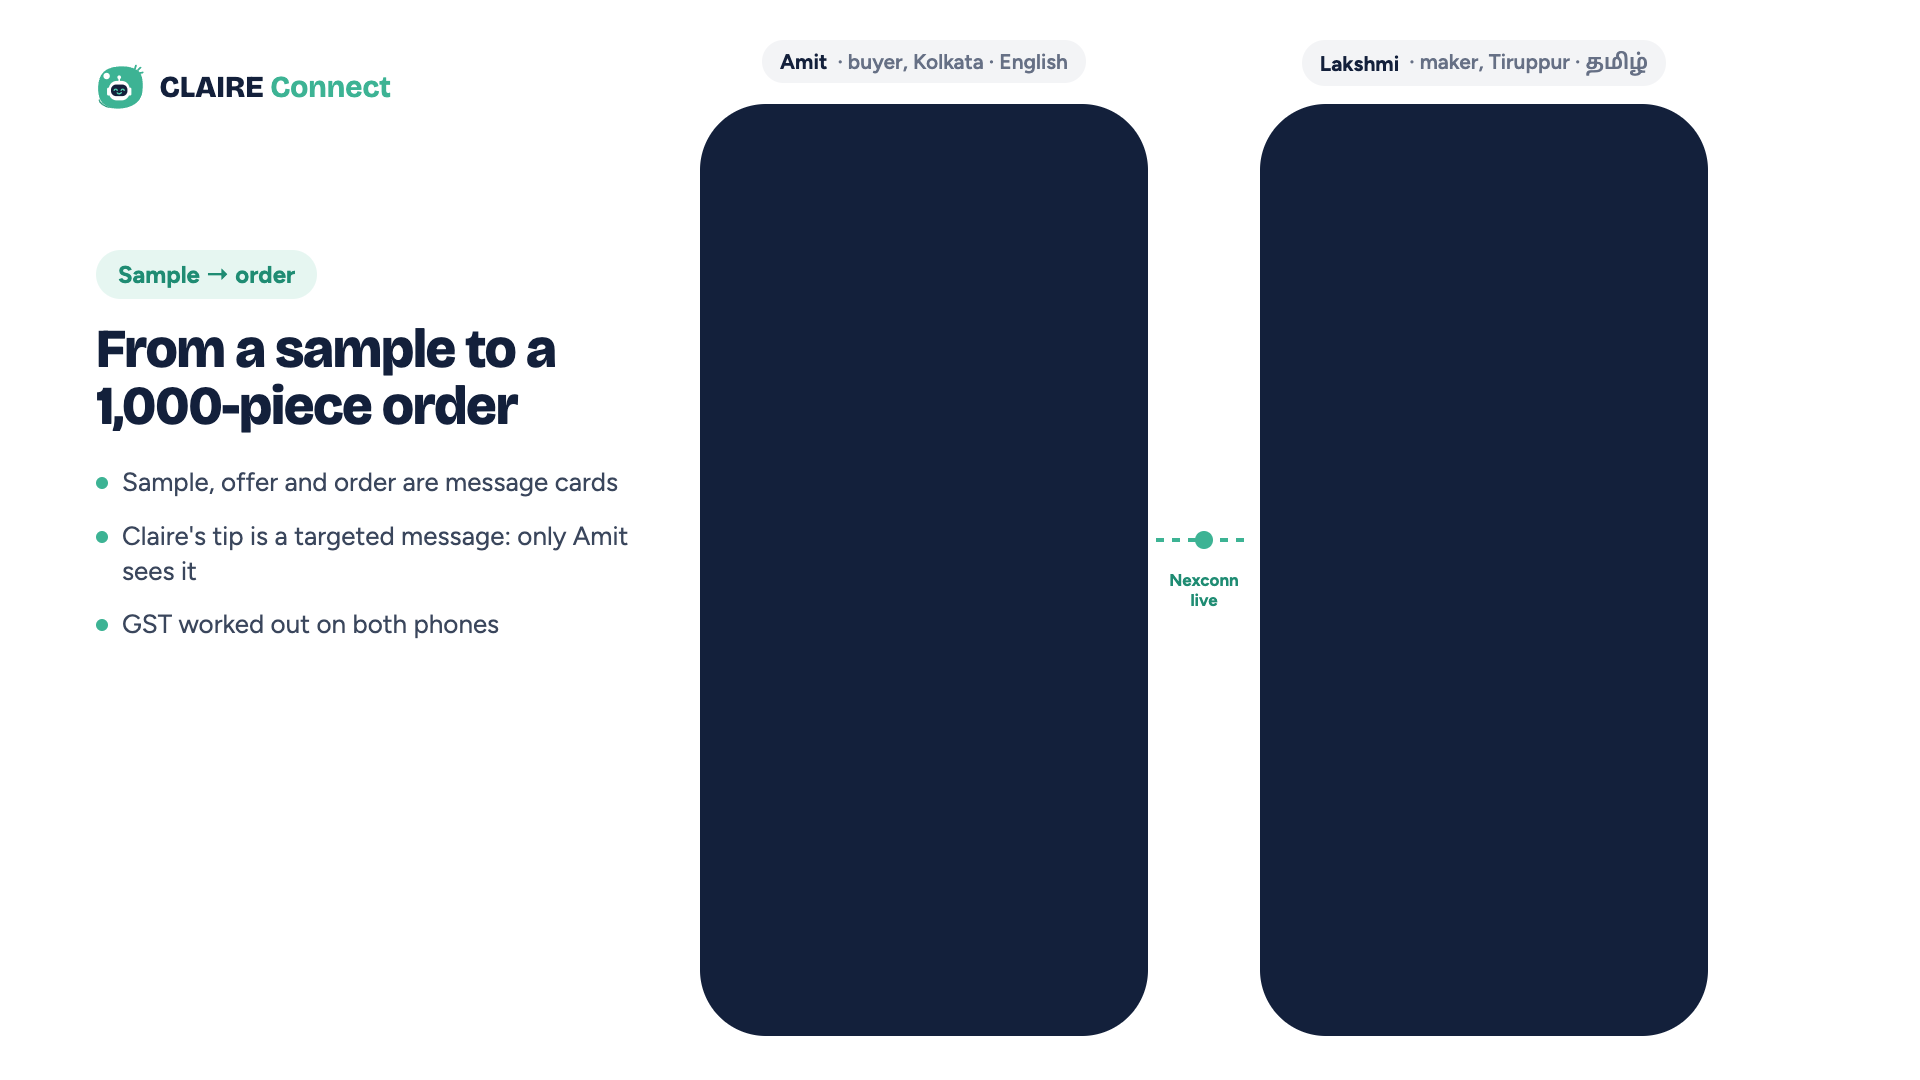 CLAIRE Connect
Sample → order
From a sample to a
1,000-piece order
Sample, offer and order are message cards
Claire's tip is a targeted message: only Amit
sees it
GST worked out on both phones
Amit · buyer, Kolkata · English
Nexconn
live
Lakshmi · maker, Tiruppur · தமிழ்